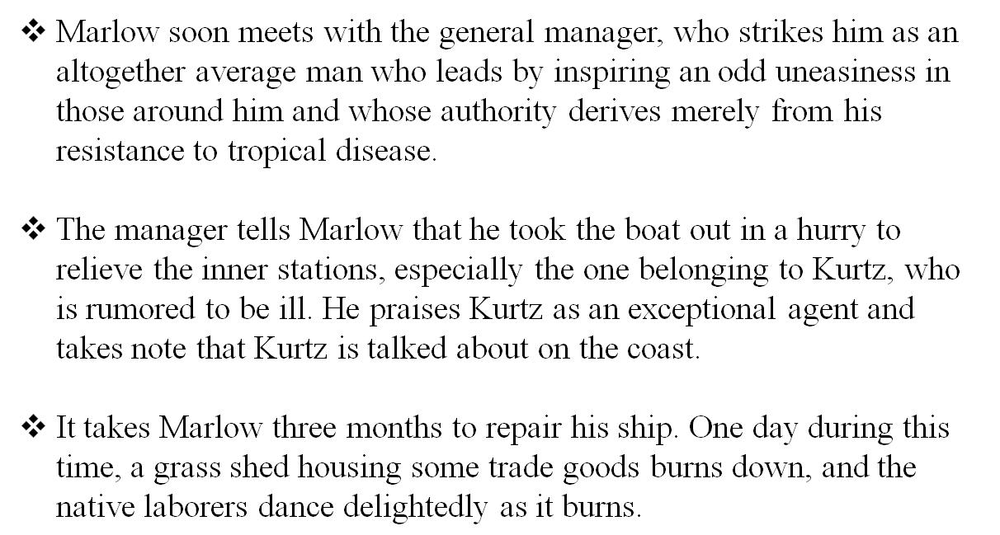 ❖ Marlow soon meets with the general manager, who strikes him as an
altogether average man who leads by inspiring an odd uneasiness in
those around him and whose authority derives merely from his
resistance to tropical disease.
❖ The manager tells Marlow that he took the boat out in a hurry to
relieve the inner stations, especially the one belonging to Kurtz, who
is rumored to be ill. He praises Kurtz as an exceptional agent and
takes note that Kurtz is talked about on the coast.
❖ It takes Marlow three months to repair his ship. One day during this
time, a grass shed housing some trade goods burns down, and the
native laborers dance delightedly as it burns.